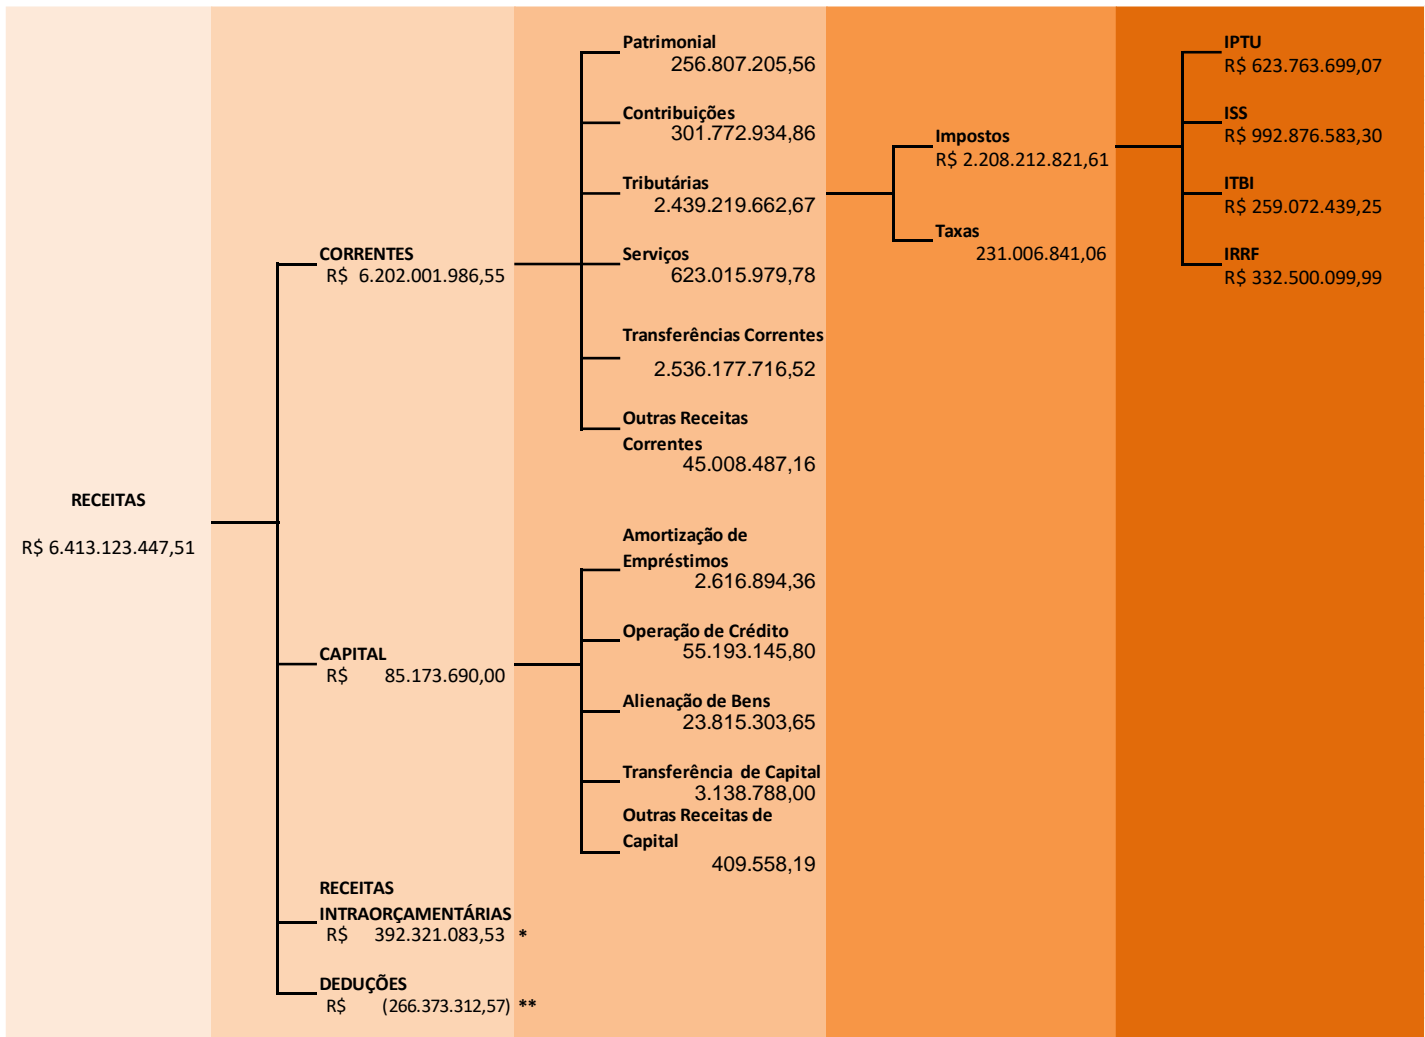 RECEITAS
R$ 6.413.123.447,51
CORRENTES
R$ 6.202.001.986,55
CAPITAL
R$ 85.173.690,00
RECEITAS
INTRAORÇAMENTÁRIAS
R$ 392.321.083,53 *
DEDUÇÕES
R$ (266.373.312,57) **
Patrimonial
256.807.205,56
Contribuições
301.772.934,86
Tributárias
2.439.219.662,67
Serviços
623.015.979,78
Transferências Correntes
2.536.177.716,52
Outras Receitas
Correntes
45.008.487,16
Amortização de
Empréstimos
2.616.894,36
Operação de Crédito
55.193.145,80
Alienação de Bens
23.815.303,65
Transferência de Capital
3.138.788,00
Outras Receitas de
Capital
409.558,19
Impostos
R$ 2.208.212.821,61
Taxas
231.006.841,06
IPTU
R$ 623.763.699,07
ISS
R$ 992.876.583,30
ITBI
R$ 259.072.439,25
IRRF
R$ 332.500.099,99